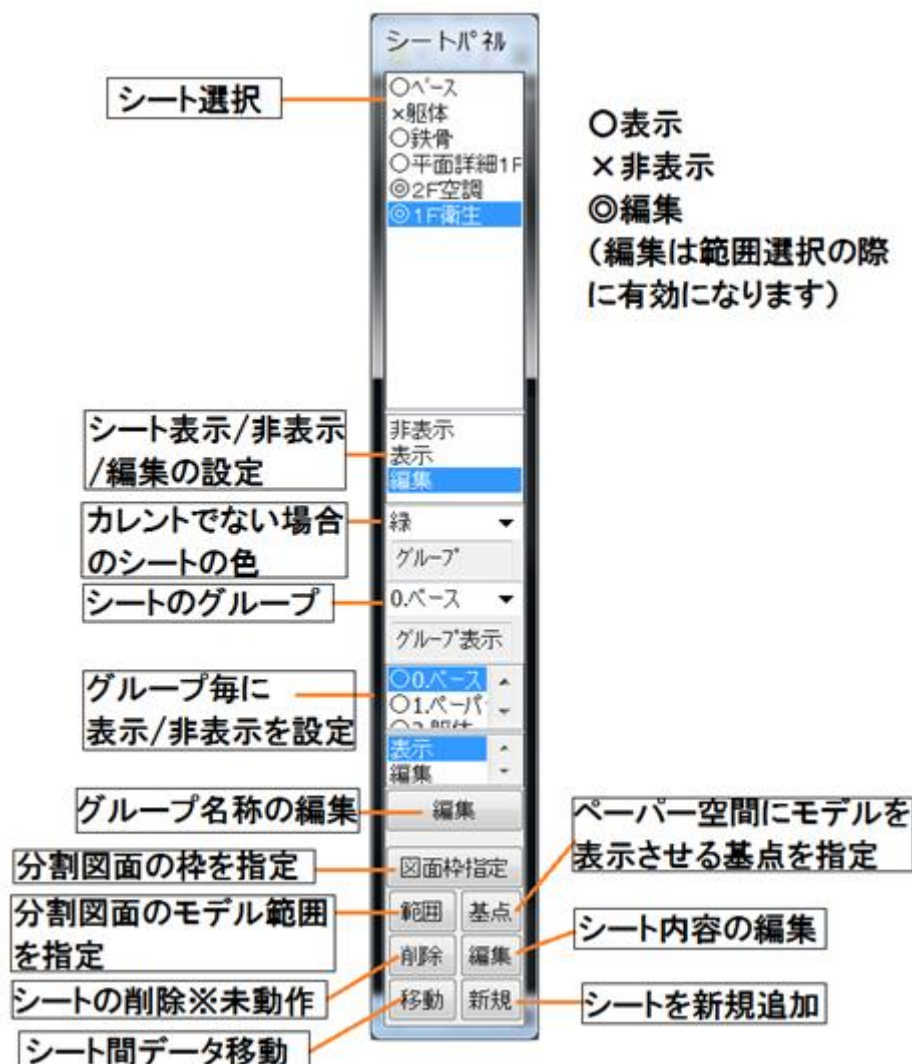 シートパネル
シート選択
○ベース
×躯体
○鉄骨
○平面詳細1F
◎2F空調
◎1F衛生
○表示
×非表示
◎編集
(編集は範囲選択の際
に有効になります)
シート表示/非表示
/編集の設定
非表示
表示
編集
カレントでない場合
のシートの色
緑
グループ
シートのグループ
0.ベース
グループ表示
グループ毎に
表示/非表示を設定
○0.ベース
○1.ペーパ
表示
編集
グループ名称の編集
編集
ペーパー空間にモデルを
表示させる基点を指定
分割図面の枠を指定
図面枠指定
分割図面のモデル範囲
を指定
範囲
基点
シート内容の編集
シートの削除※未動作
削除
編集
シート間データ移動
移動
新規
シートを新規追加